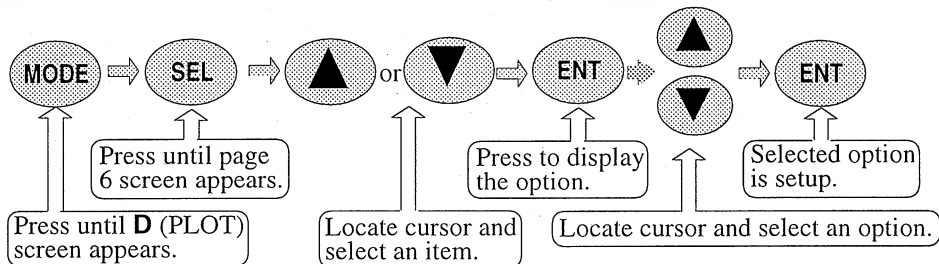 MODE
SEL
or
ENT
ENT
Press until page
6 screen appears.
Press to display
the option.
Selected option
is setup.
Press until D (PLOT)
screen appears.
Locate cursor and
select an item.
Locate cursor and select an option.